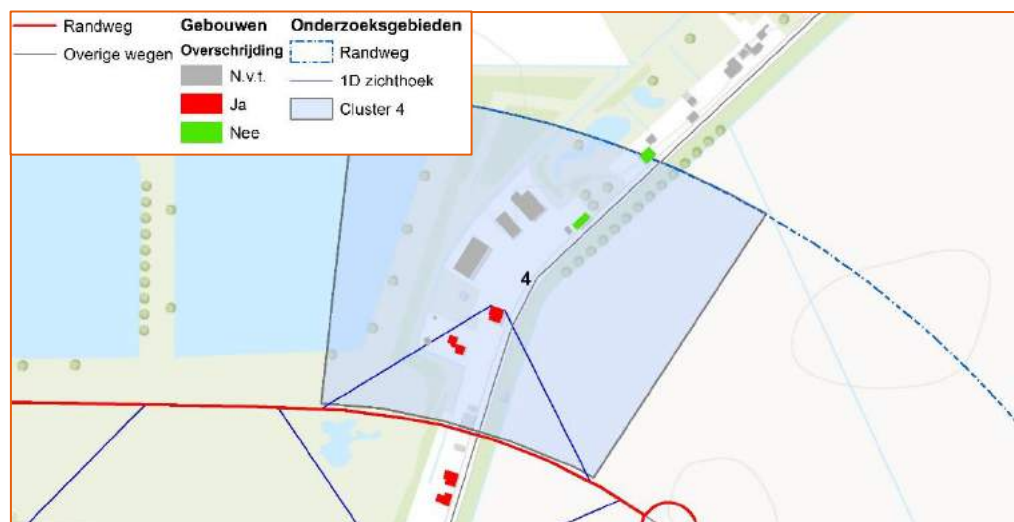 Randweg
Overige wegen
Gebouwen
Overschrijding
N.v.t.
Ja
Nee
Onderzoeksgebieden
Randweg
1D zichthoek
Cluster 4
4